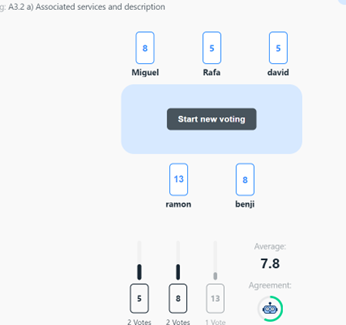 g: A3.2 a) Associated services and description
8 5 5
Miguel Rafa david
Start new voting
13 8
ramon benji
Average:
7.8
Agreement:
5 8 13
2 Votes 2 Votes 1 Vote